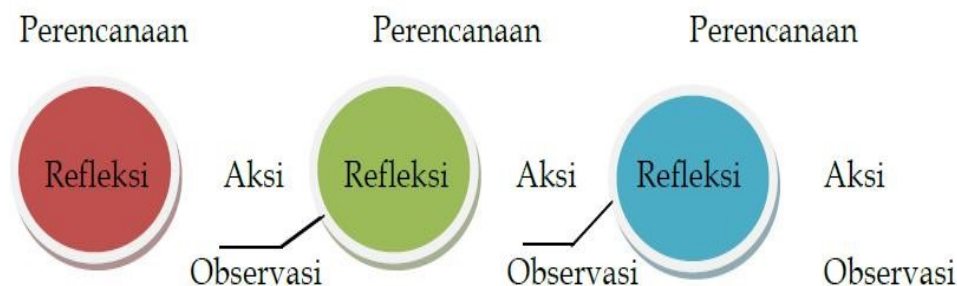 Perencanaan Perencanaan Perencanaan
Refleksi Aksi Refleksi Aksi Refleksi Aksi
Observasi Observasi Observasi